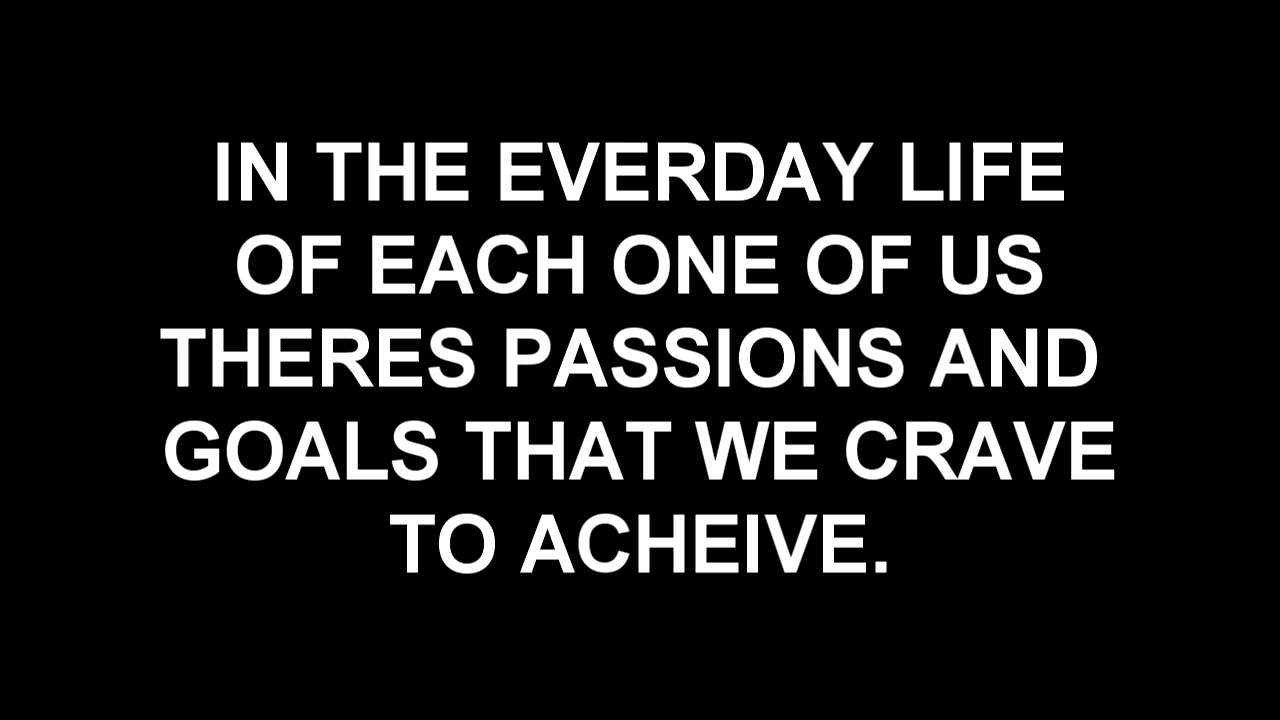 IN THE EVERDAY LIFE
OF EACH ONE OF US
THERES PASSIONS AND
GOALS THAT WE CRAVE
TO ACHEIVE.